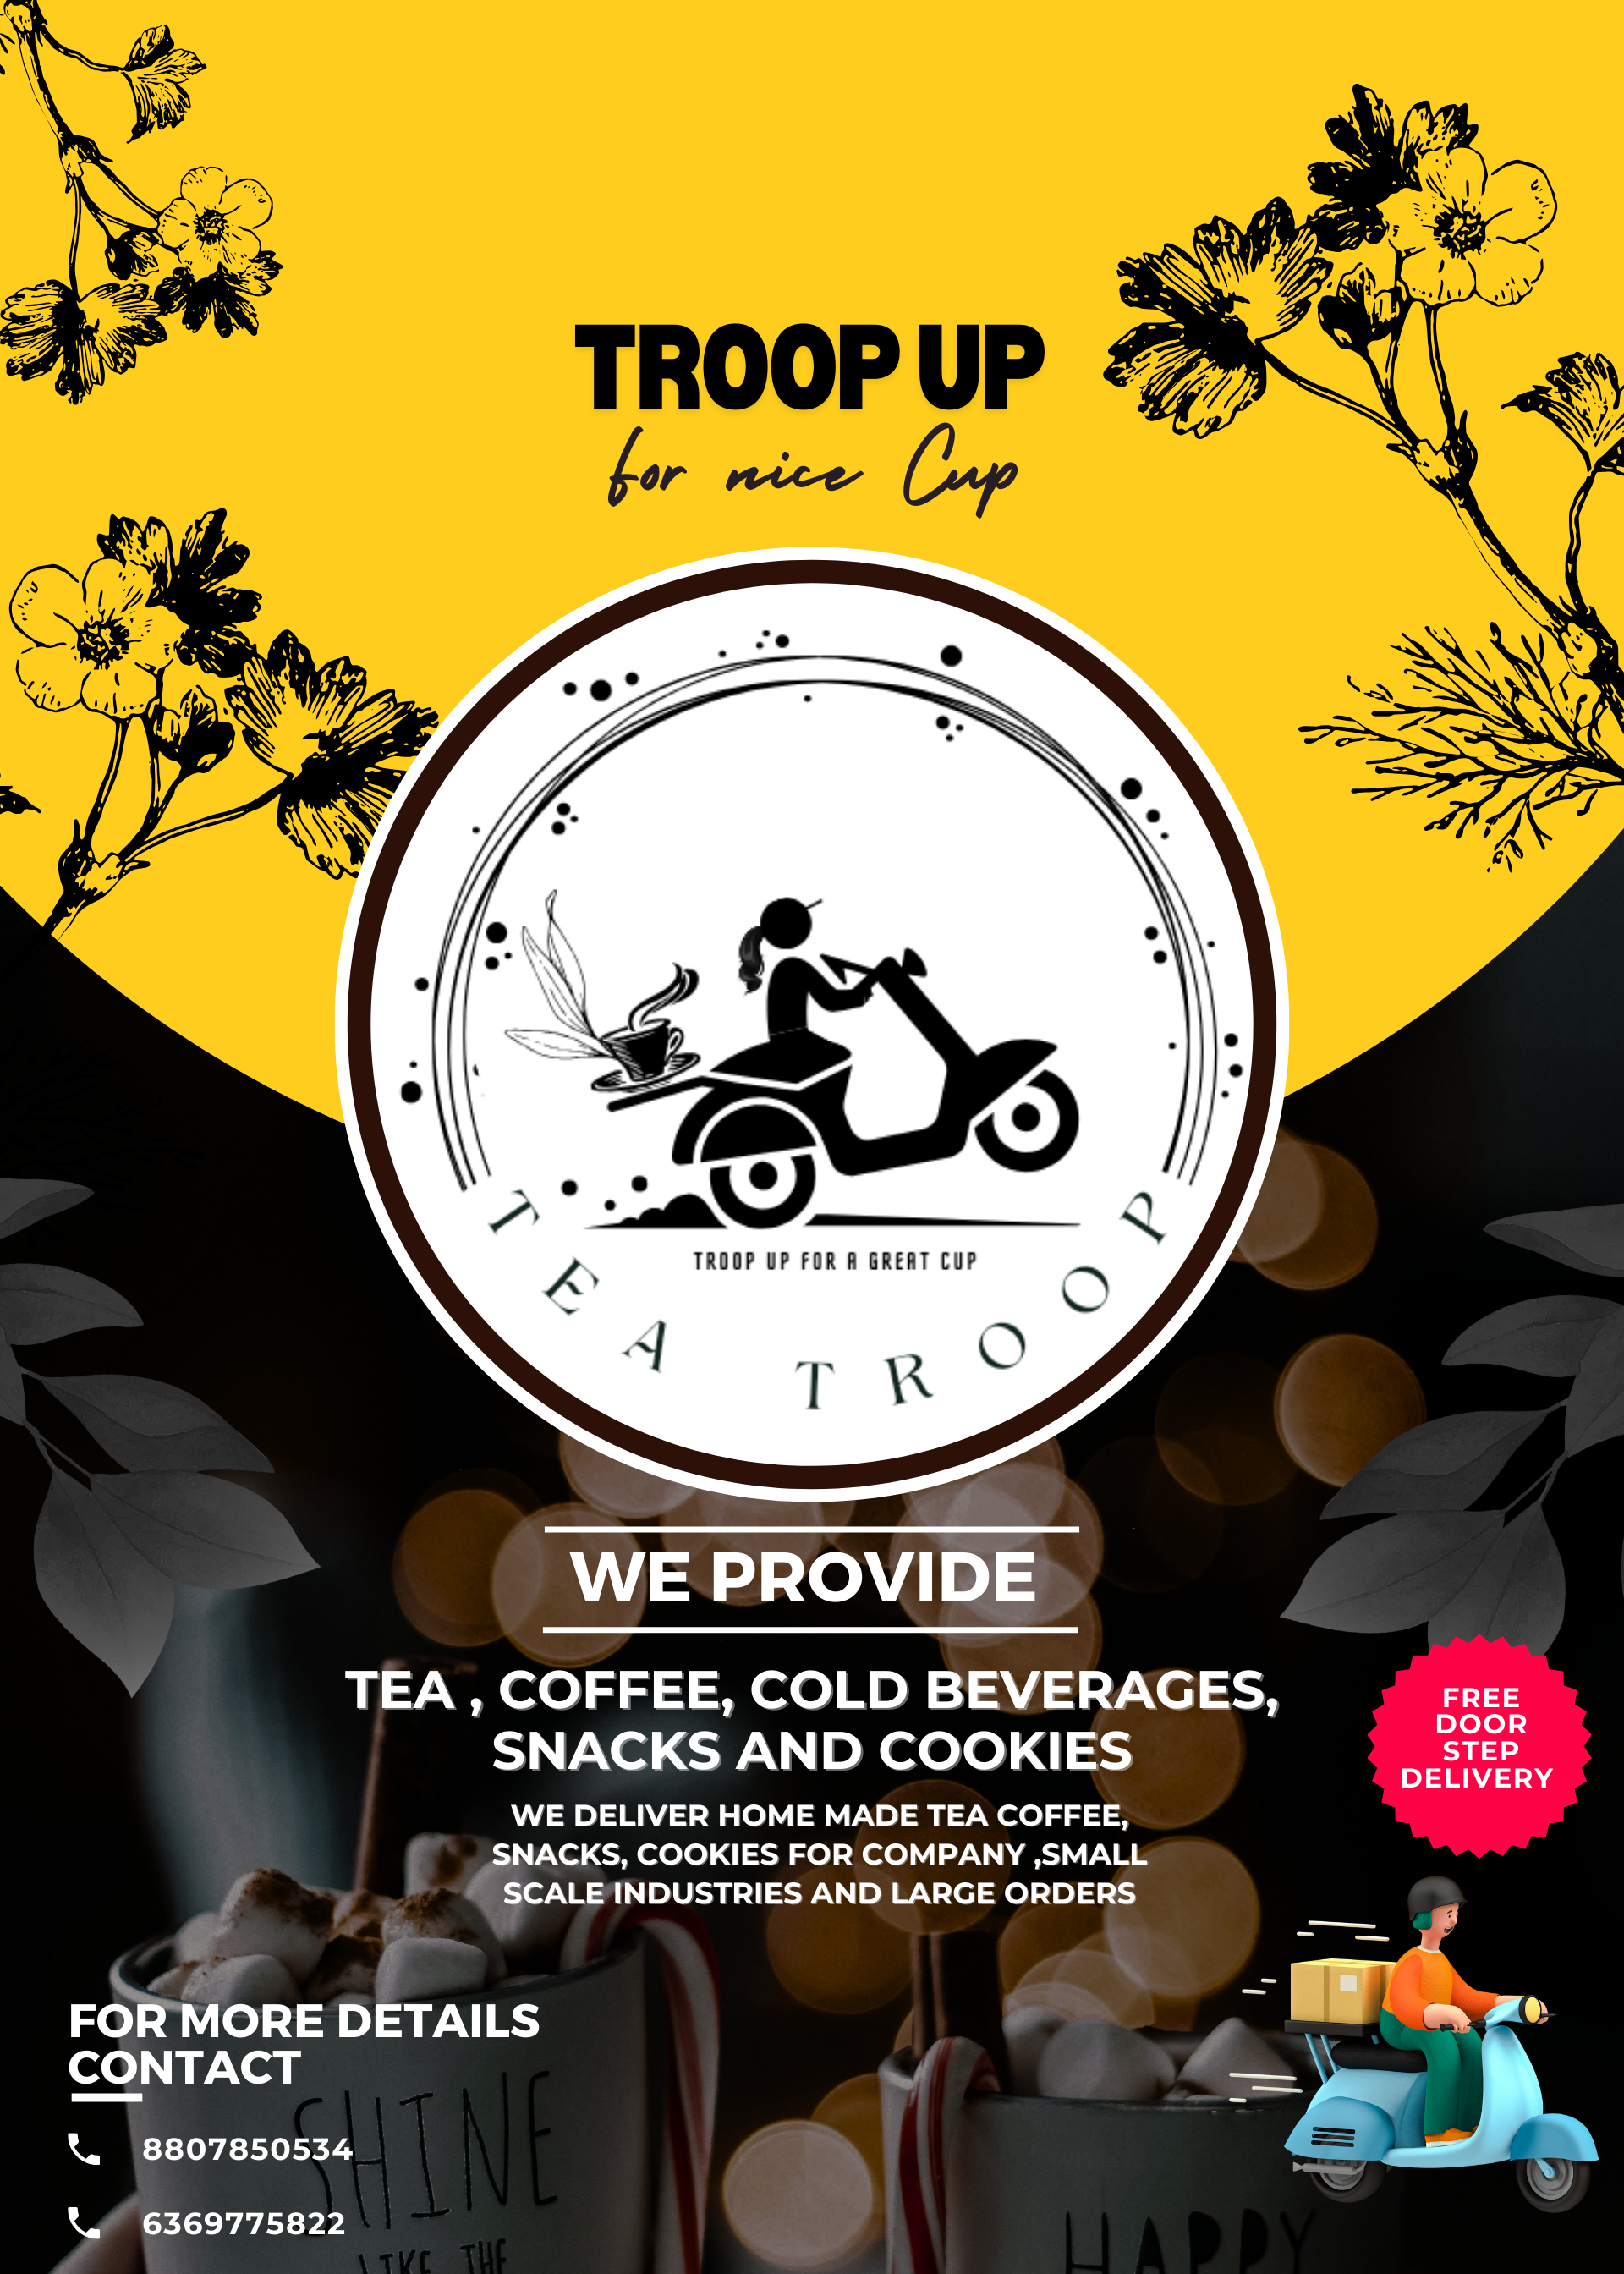 TROOP UP
for nice Cup
TROOP UP FOR A GREAT CUP
TEA TROOP
WE PROVIDE
TEA , COFFEE, COLD BEVERAGES,
SNACKS AND COOKIES
WE DELIVER HOME MADE TEA COFFEE,
SNACKS, COOKIES FOR COMPANY ,SMALL
SCALE INDUSTRIES AND LARGE ORDERS
FREE
DOOR
STEP
DELIVERY
FOR MORE DETAILS
CONTACT
8807850534
6369775822
SHINE
LIKE THE
HAPPY